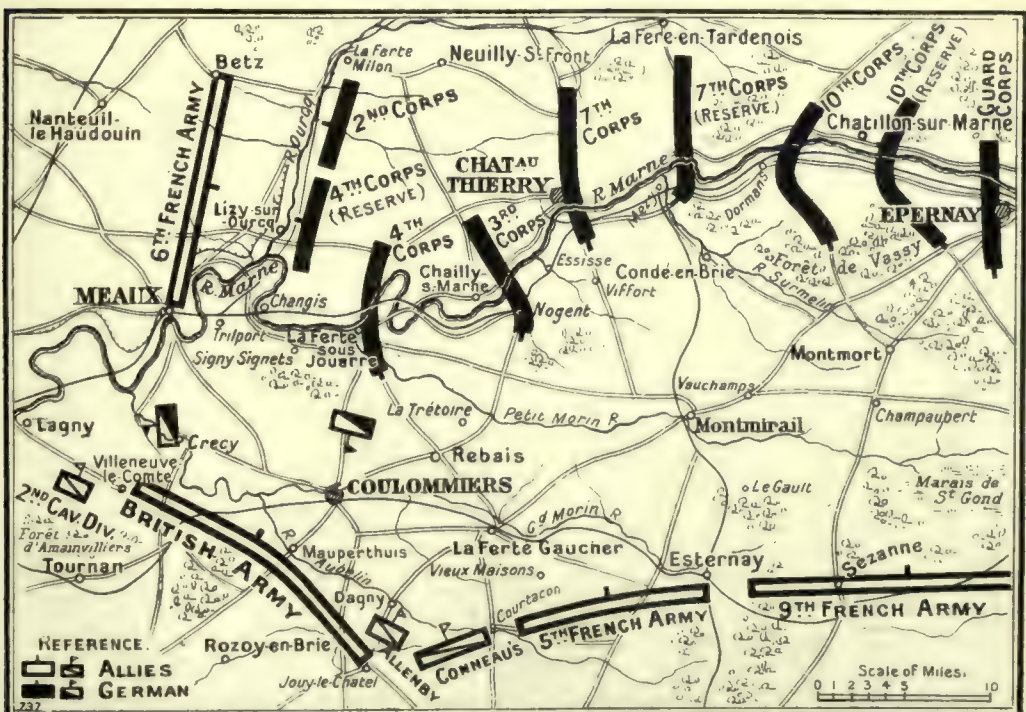 La Ferte
Milon
Neuilly-St Front
La Fere-en-Tardenois
Betz
Nanteuil-
le Haudouin
6TH FRENCH ARMY
R Ourcq
2ND CORPS
4TH CORPS
(RESERVE)
Lizy-sur-
Ourcq
4TH
CORPS
3RD
CORPS
7TH
CORPS
7TH CORPS
(RESERVE)
10TH CORPS
10TH CORPS
(RESERVE)
GUARD
CORPS
Chatillon-sur-Marne
CHATAU
THIERRY
R. Marne
Mezy
Dormans
EPERNAY
Forêt de Vassy
R Surmelin
MEAUX
R. Marne
Changis
Trilport
Signy Signets
La Ferte
sous
Jouarre
Chailly-
s-Marne
Essisse
Viffort
Nogent
Condé-en-Brie
Montmort
Vauchamps
Champaubert
La Trétoire
Petit Morin R
Montmirail
Lagny
Crecy
Rebais
Villeneuve
le Comte
COULOMMIERS
2ND CAV. DIV.
BRITISH ARMY
Forêt
d'Amainvilliers
Tournan
Mauperthuis
R Aubetin
Gd Morin R
Le Gault
Marais de
St Gond
La Ferte Gaucher
Vieux Maisons
Esternay
Sezanne
Dagny
Courtacon
ALLENBY
CONNEAU'S
5TH FRENCH ARMY
9TH FRENCH ARMY
Rozoy-en-Brie
Jouy-le-Chatel
REFERENCE.
ALLIES
GERMAN
Scale of Miles.
0 1 2 3 4 5 10
737